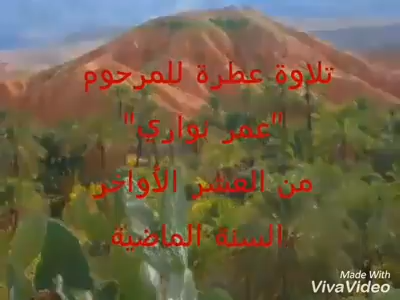 تلاوة عطرة للمرحوم
"عمر نواري"
من العشر الأواخر
السنة الماضية
Made With
VivaVideo